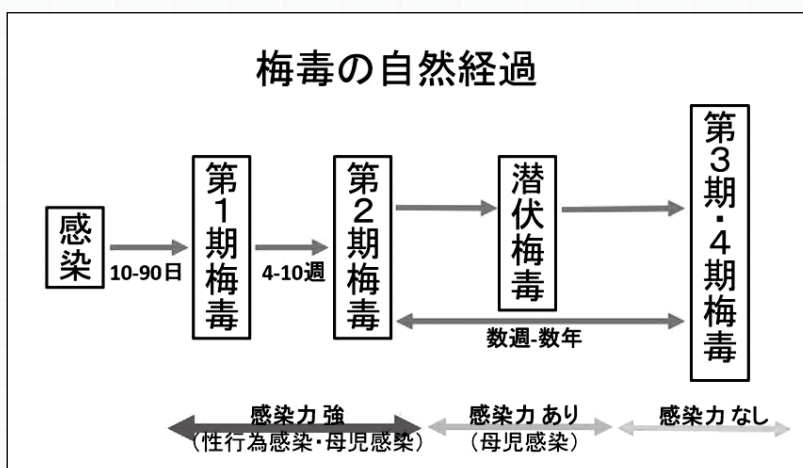 梅毒の自然経過
感染
10-90日
第1期梅毒
4-10週
第2期梅毒
潜伏梅毒
数週-数年
第3期・4期梅毒
感染力 強
(性行為感染・母児感染)
感染力 あり
(母児感染)
感染力 なし